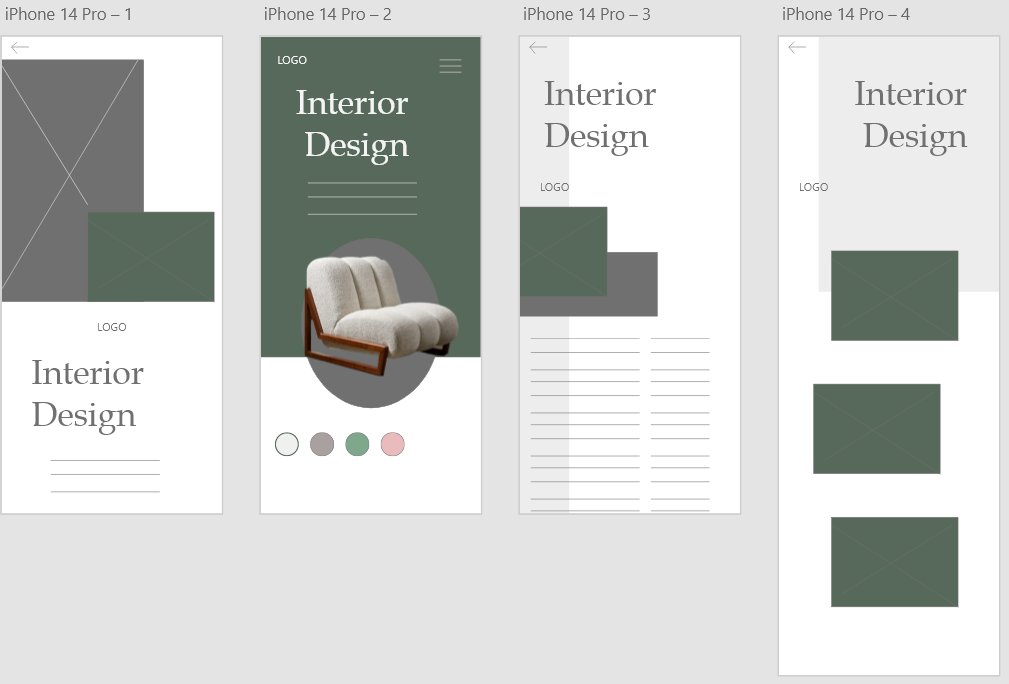 iPhone 14 Pro – 1
LOGO
Interior
Design
iPhone 14 Pro – 2
LOGO
Interior
Design
iPhone 14 Pro – 3
Interior
Design
LOGO
iPhone 14 Pro – 4
Interior
Design
LOGO